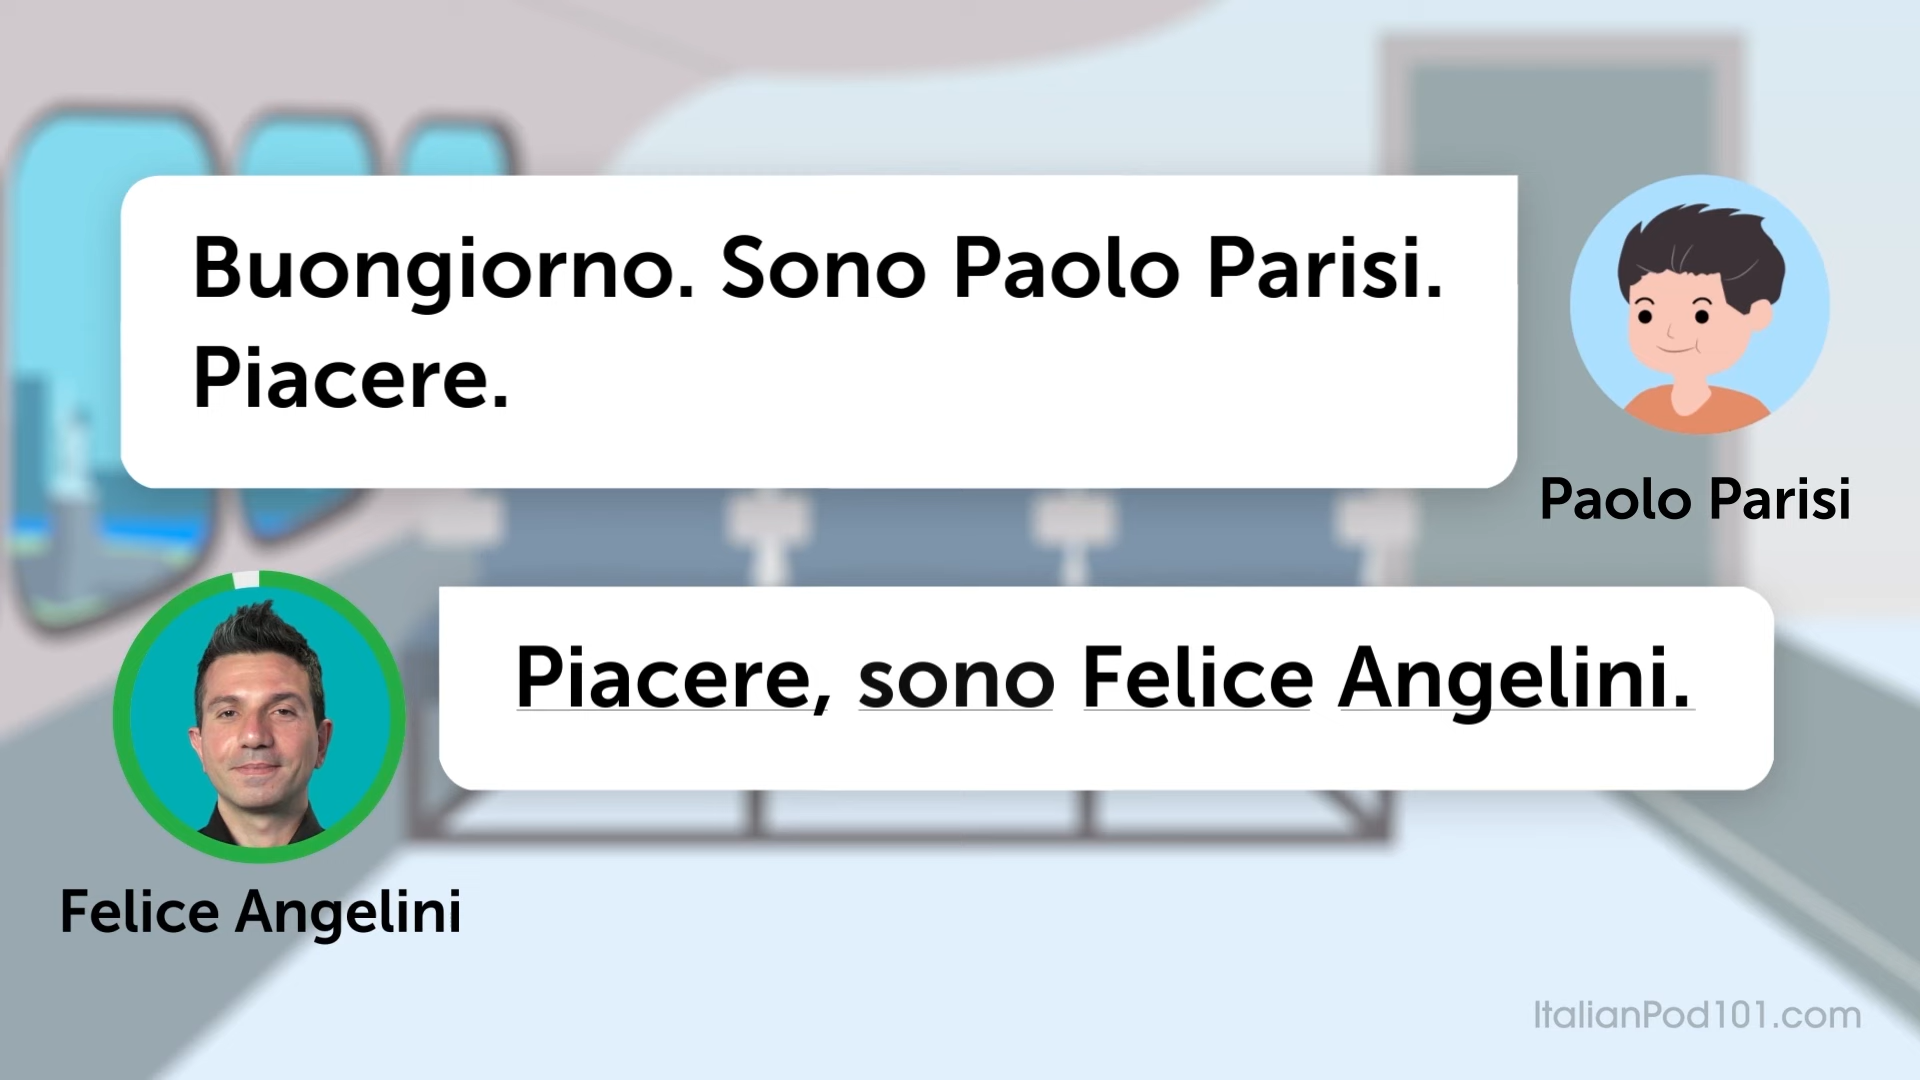 Buongiorno. Sono Paolo Parisi.
Piacere.
Paolo Parisi
Piacere, sono Felice Angelini.
Felice Angelini
ItalianPod101.com